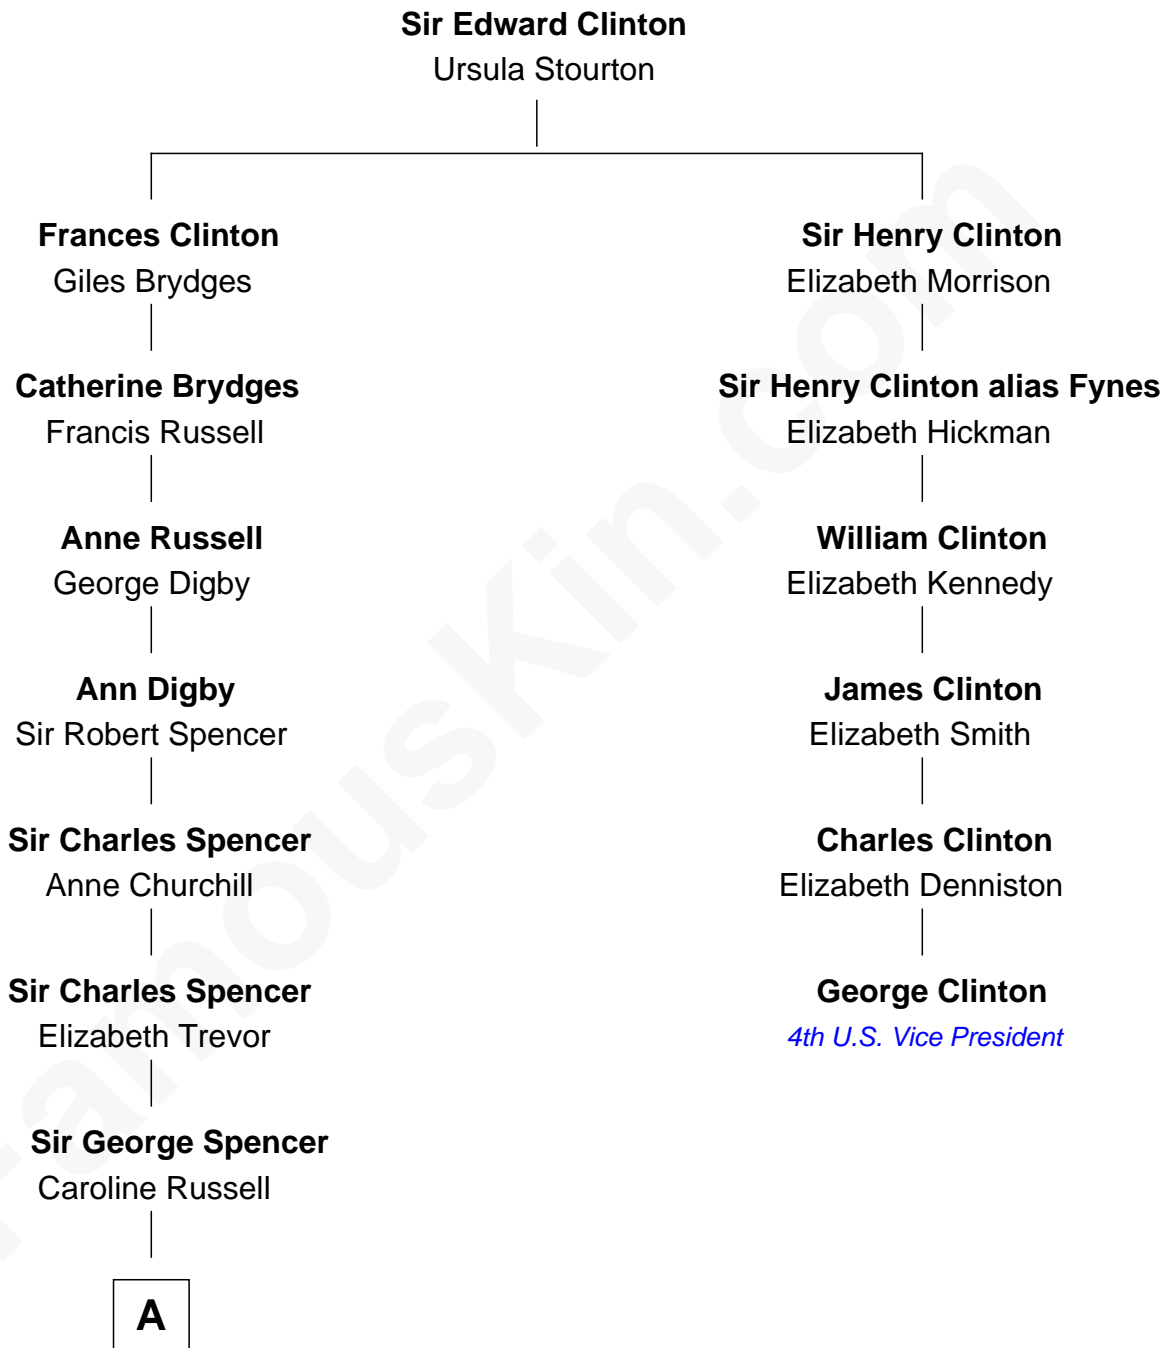 Sir Edward Clinton
Ursula Stourton
Frances Clinton
Giles Brydges
Catherine Brydges
Francis Russell
Anne Russell
George Digby
Ann Digby
Sir Robert Spencer
Sir Charles Spencer
Anne Churchill
Sir Charles Spencer
Elizabeth Trevor
Sir George Spencer
Caroline Russell
A
Sir Henry Clinton
Elizabeth Morrison
Sir Henry Clinton alias Fynes
Elizabeth Hickman
William Clinton
Elizabeth Kennedy
James Clinton
Elizabeth Smith
Charles Clinton
Elizabeth Denniston
George Clinton
4th U.S. Vice President
FamousKin.com